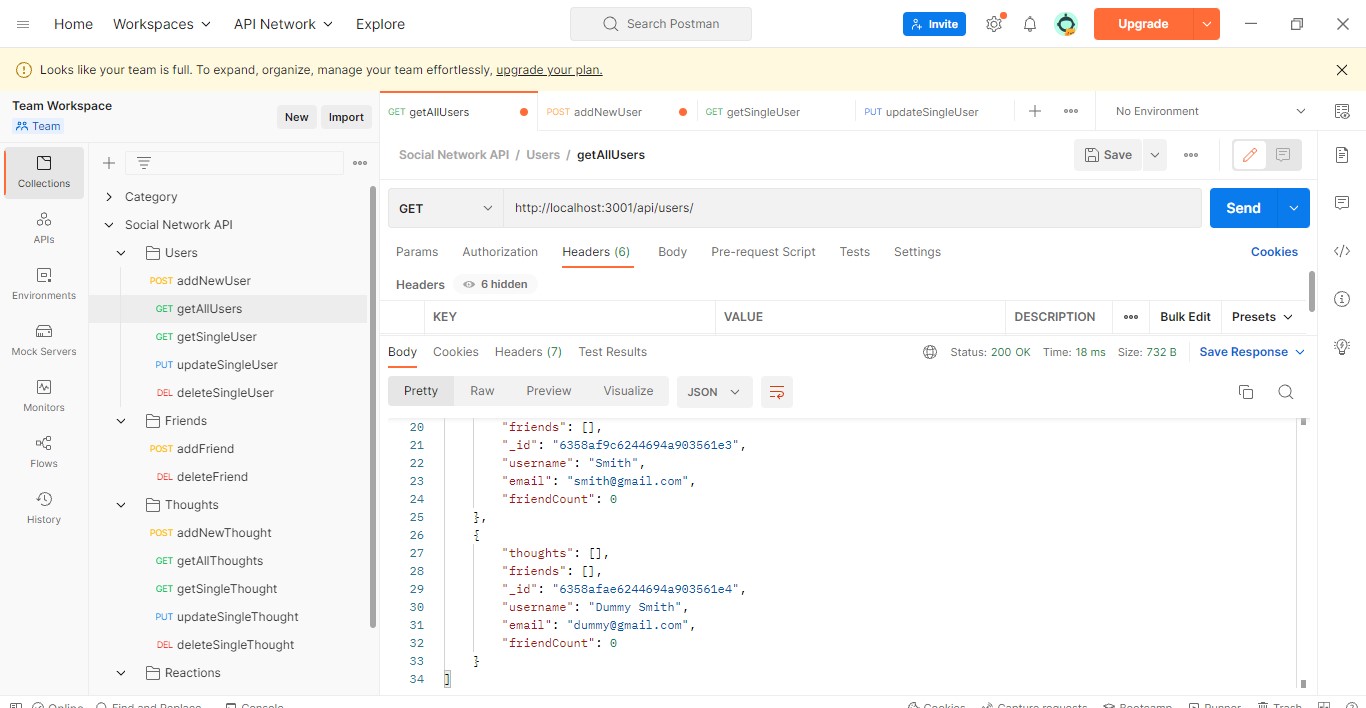 Home Workspaces API Network Explore Search Postman Invite Upgrade
Looks like your team is full. To expand, organize, manage your team effortlessly, upgrade your plan.
Team Workspace
Team
New Import
Collections
APIs
Environments
Mock Servers
Monitors
Flows
History
Category
Social Network API
Users
POST addNewUser
GET getAllUsers
GET getSingleUser
PUT updateSingleUser
DEL deleteSingleUser
Friends
POST addFriend
DEL deleteFriend
Thoughts
POST addNewThought
GET getAllThoughts
GET getSingleThought
PUT updateSingleThought
DEL deleteSingleThought
Reactions
GET getAllUsers POST addNewUser GET getSingleUser PUT updateSingleUser No Environment
Social Network API / Users / getAllUsers Save
GET http://localhost:3001/api/users/ Send
Params Authorization Headers (6) Body Pre-request Script Tests Settings Cookies
Headers 6 hidden
KEY VALUE DESCRIPTION Bulk Edit Presets
Body Cookies Headers (7) Test Results Status: 200 OK Time: 18 ms Size: 732 B Save Response
Pretty Raw Preview Visualize JSON
20 "friends": [],
21 "_id": "6358af9c6244694a903561e3",
22 "username": "Smith",
23 "email": "smith@gmail.com",
24 "friendCount": 0
25 },
26 {
27 "thoughts": [],
28 "friends": [],
29 "_id": "6358afae6244694a903561e4",
30 "username": "Dummy Smith",
31 "email": "dummy@gmail.com",
32 "friendCount": 0
33 }
34 ]
Online Find and Replace Console Cookies Capture requests Bootcamp Runner Trash